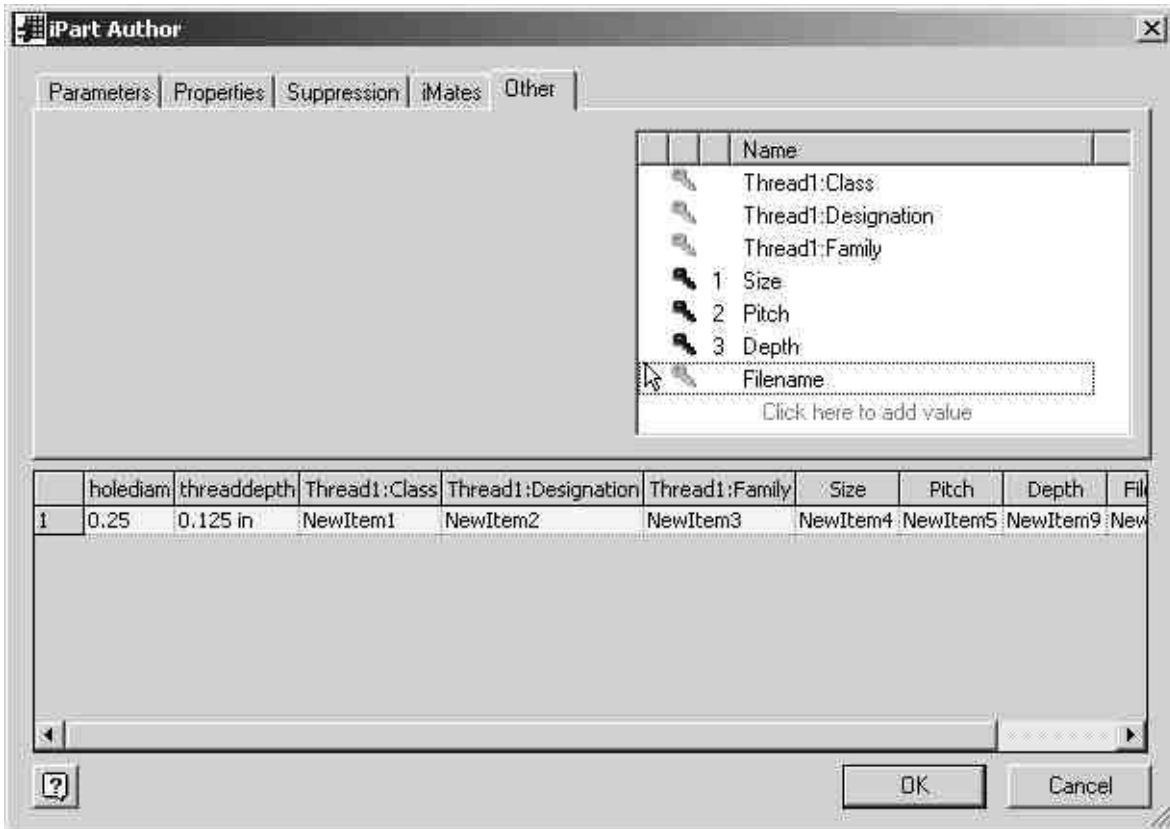 iPart Author
Parameters Properties Suppression iMates Other
Name
Thread1:Class
Thread1:Designation
Thread1:Family
1 Size
2 Pitch
3 Depth
Filename
Click here to add value
holediam threaddepth Thread1:Class Thread1:Designation Thread1:Family Size Pitch Depth Fil
1 0.25 0.125 in NewItem1 NewItem2 NewItem3 NewItem4 NewItem5 NewItem9 New
OK Cancel